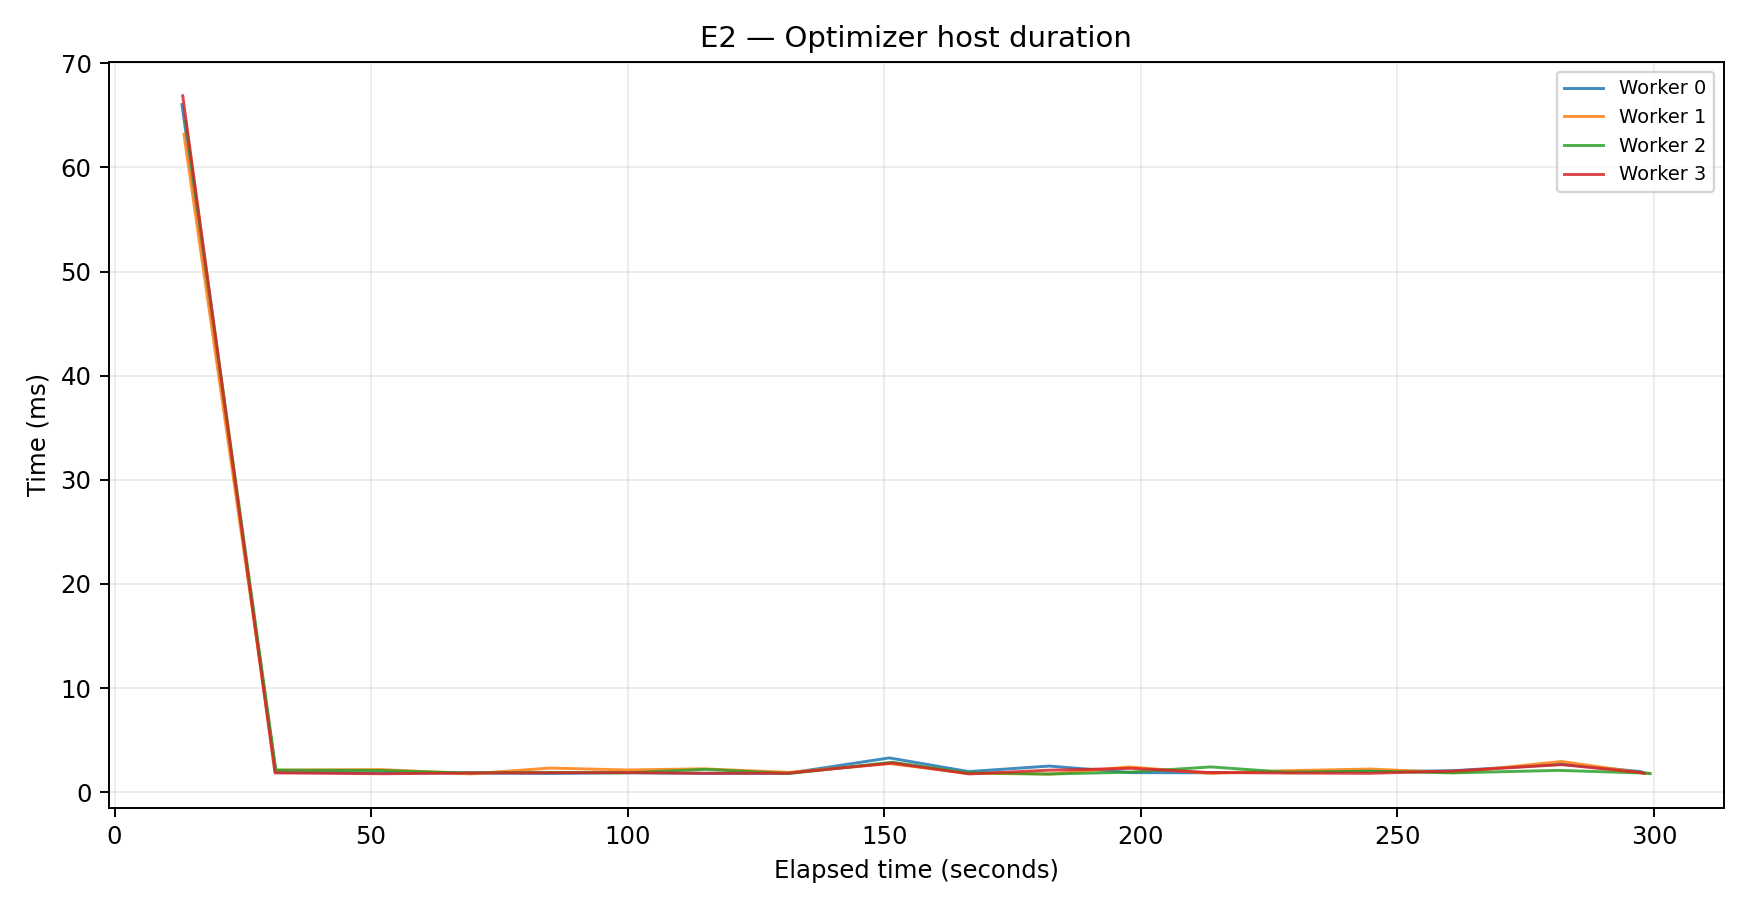 E2 — Optimizer host duration
70
60
50
40
30
20
10
0
Time (ms)
Worker 0
Worker 1
Worker 2
Worker 3
0 50 100 150 200 250 300
Elapsed time (seconds)